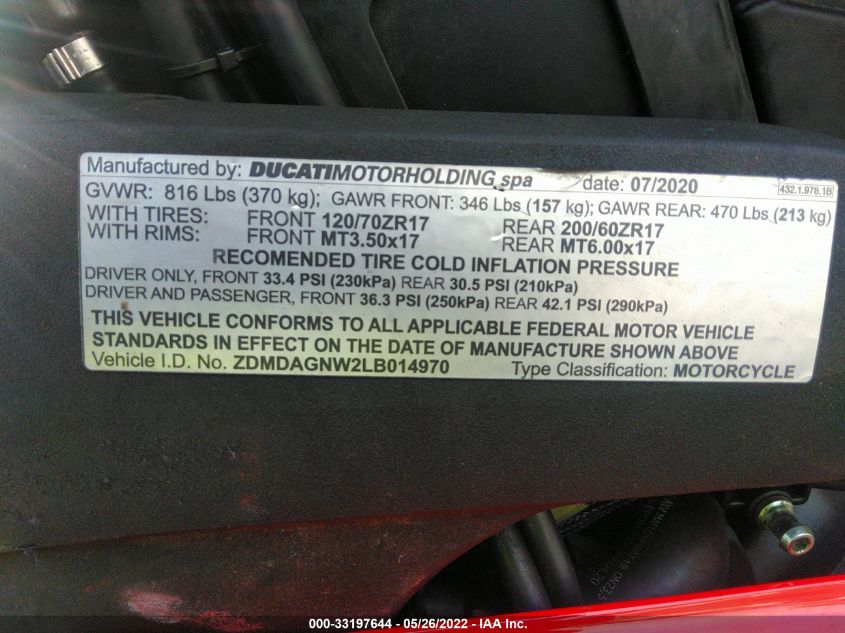 Manufactured by: DUCATIMOTORHOLDING spa date: 07/2020 432.1.978.1B
GVWR: 816 Lbs (370 kg); GAWR FRONT: 346 Lbs (157 kg); GAWR REAR: 470 Lbs (213 kg)
WITH TIRES: FRONT 120/70ZR17 REAR 200/60ZR17
WITH RIMS: FRONT MT3.50x17 REAR MT6.00x17
RECOMENDED TIRE COLD INFLATION PRESSURE
DRIVER ONLY, FRONT 33.4 PSI (230kPa) REAR 30.5 PSI (210kPa)
DRIVER AND PASSENGER, FRONT 36.3 PSI (250kPa) REAR 42.1 PSI (290kPa)
THIS VEHICLE CONFORMS TO ALL APPLICABLE FEDERAL MOTOR VEHICLE
STANDARDS IN EFFECT ON THE DATE OF MANUFACTURE SHOWN ABOVE
Vehicle I.D. No. ZDMDAGNW2LB014970 Type Classification: MOTORCYCLE
000-33197644 - 05/26/2022 - IAA Inc.